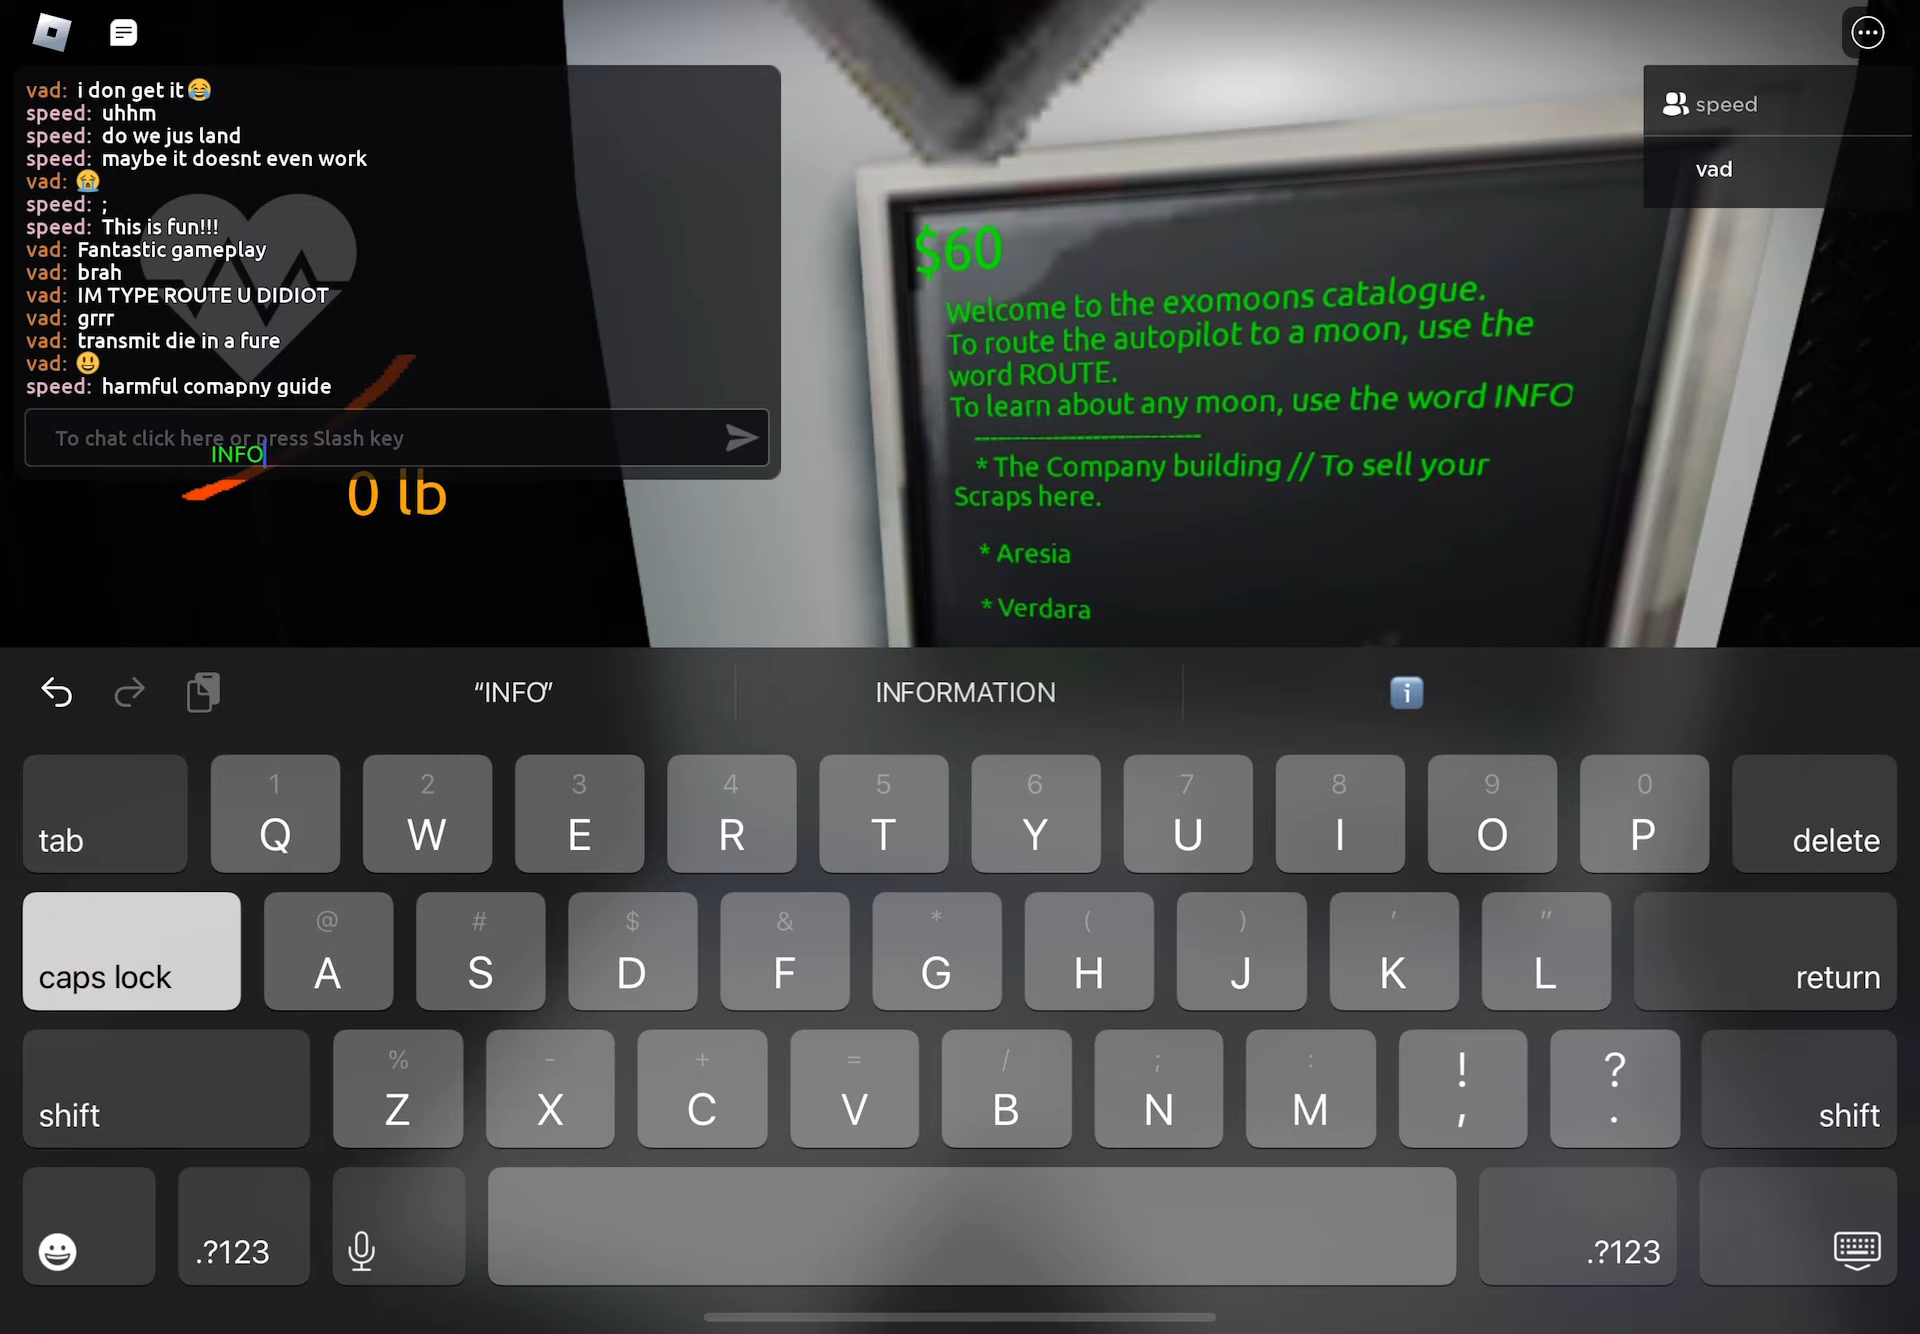 vad: i don get it😂
speed: uhhm
speed: do we jus land
speed: maybe it doesnt even work
vad: 😭
speed: ;
speed: This is fun!!!
vad: Fantastic gameplay
vad: brah
vad: IM TYPE ROUTE U DIDIOT
vad: grrr
vad: transmit die in a fure
vad: 😃
speed: harmful comapny guide
To chat click here or press Slash key
INFO
0 lb
speed
vad
$60
Welcome to the exomoons catalogue.
To route the autopilot to a moon, use the
word ROUTE.
To learn about any moon, use the word INFO
----------------------------
* The Company building // To sell your
Scraps here.
* Aresia
* Verdara
“INFO” INFORMATION ℹ️
1 2 3 4 5 6 7 8 9 0
tab Q W E R T Y U I O P delete
@ # $ & * ( ) ' "
caps lock A S D F G H J K L return
% - + = / ; : ! ?
shift Z X C V B N M , . shift
.?123 .?123